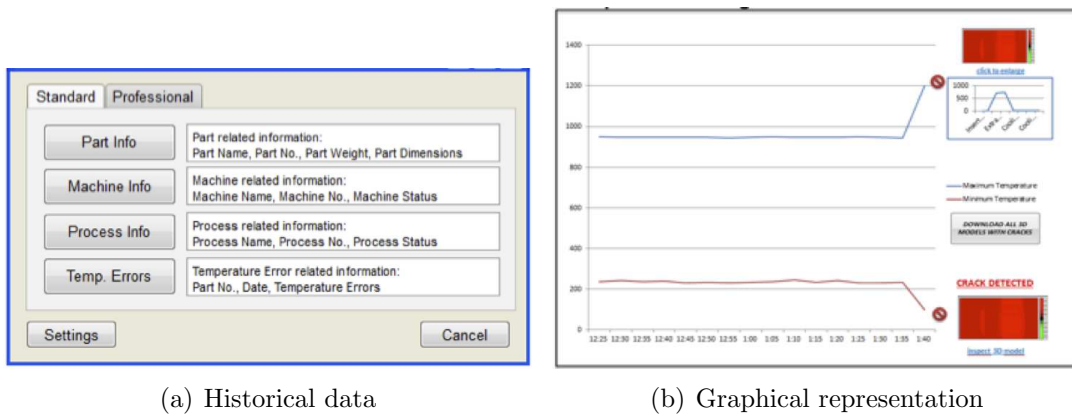 Standard Professional
Part Info
Part related information:
Part Name, Part No., Part Weight, Part Dimensions
Machine Info
Machine related information:
Machine Name, Machine No., Machine Status
Process Info
Process related information:
Process Name, Process No., Process Status
Temp. Errors
Temperature Error related information:
Part No., Date, Temperature Errors
Settings
Cancel
(a) Historical data
1400
1200
1000
800
600
400
200
0
12:25 12:30 12:35 12:40 12:45 12:50 12:55 1:00 1:05 1:10 1:15 1:20 1:25 1:30 1:35 1:40
click to enlarge
1000
500
0
Insert... Extra... Cooli... Cooli...
Maximum Temperature
Minimum Temperature
DOWNLOAD ALL 3D
MODELS WITH CRACKS
CRACK DETECTED
Inspect 3D model
(b) Graphical representation